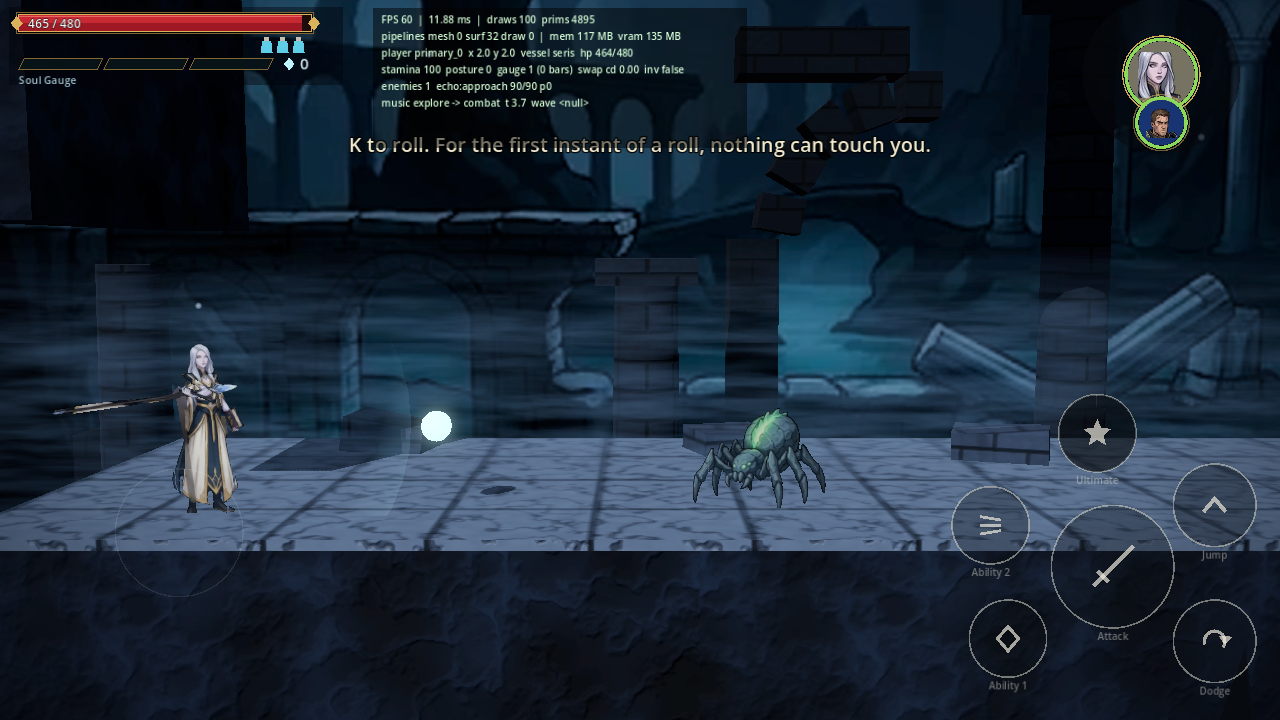 465 / 480
0
Soul Gauge
FPS 60 | 11.88 ms | draws 100 prims 4895
pipelines mesh 0 surf 32 draw 0 | mem 117 MB vram 135 MB
player primary_0 x 2.0 y 2.0 vessel seris hp 464/480
stamina 100 posture 0 gauge 1 (0 bars) swap cd 0.00 inv false
enemies 1 echo:approach 90/90 p0
music explore -> combat t 3.7 wave <null>
K to roll. For the first instant of a roll, nothing can touch you.
Ultimate
Jump
Ability 2
Attack
Ability 1
Dodge